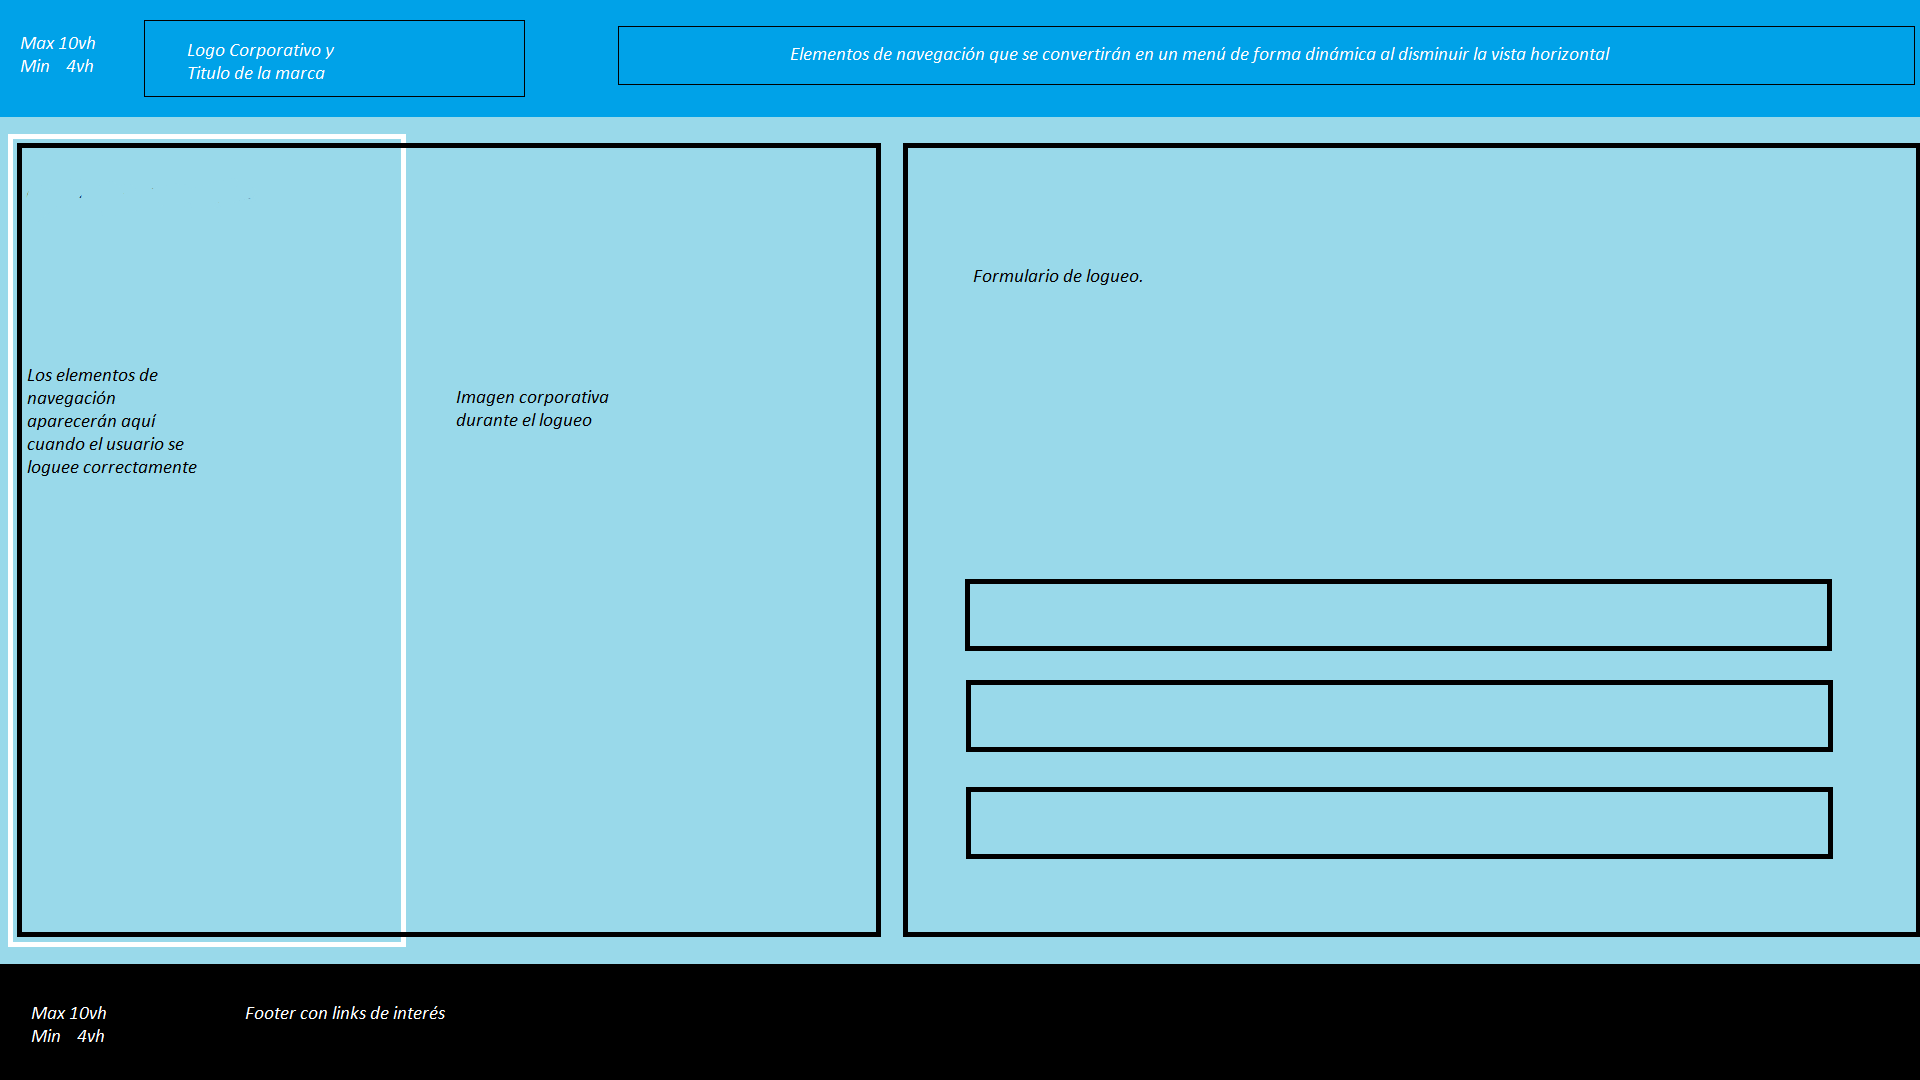 Max 10vh
Min 4vh
Logo Corporativo y
Titulo de la marca
Elementos de navegación que se convertirán en un menú de forma dinámica al disminuir la vista horizontal
Formulario de logueo.
Los elementos de
navegación
aparecerán aquí
cuando el usuario se
loguee correctamente
Imagen corporativa
durante el logueo
Max 10vh
Min 4vh
Footer con links de interés